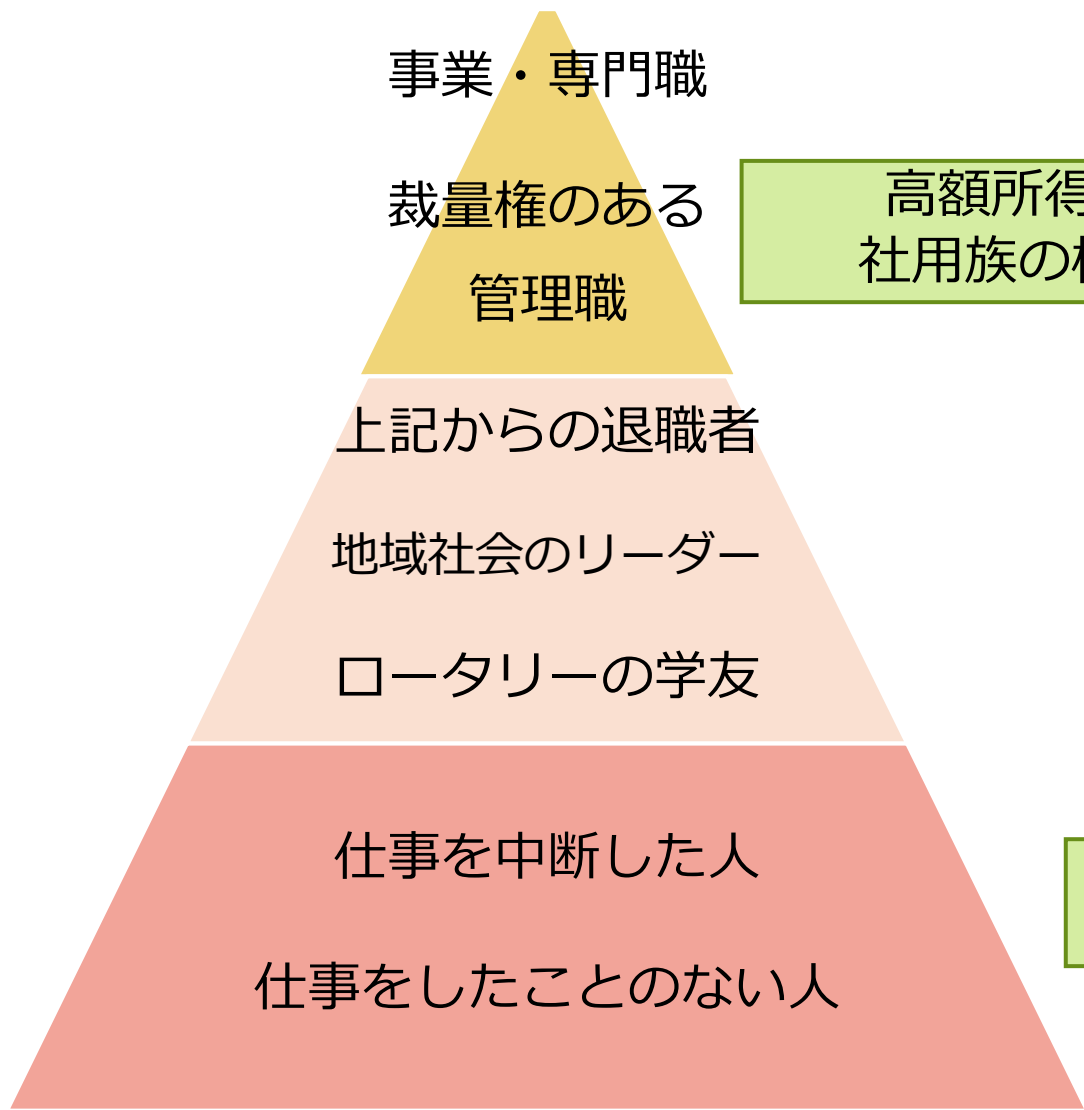 事業・専門職
裁量権のある
管理職
高額所得
社用族の
上記からの退職者
地域社会のリーダー
ロータリーの学友
仕事を中断した人
仕事をしたことのない人